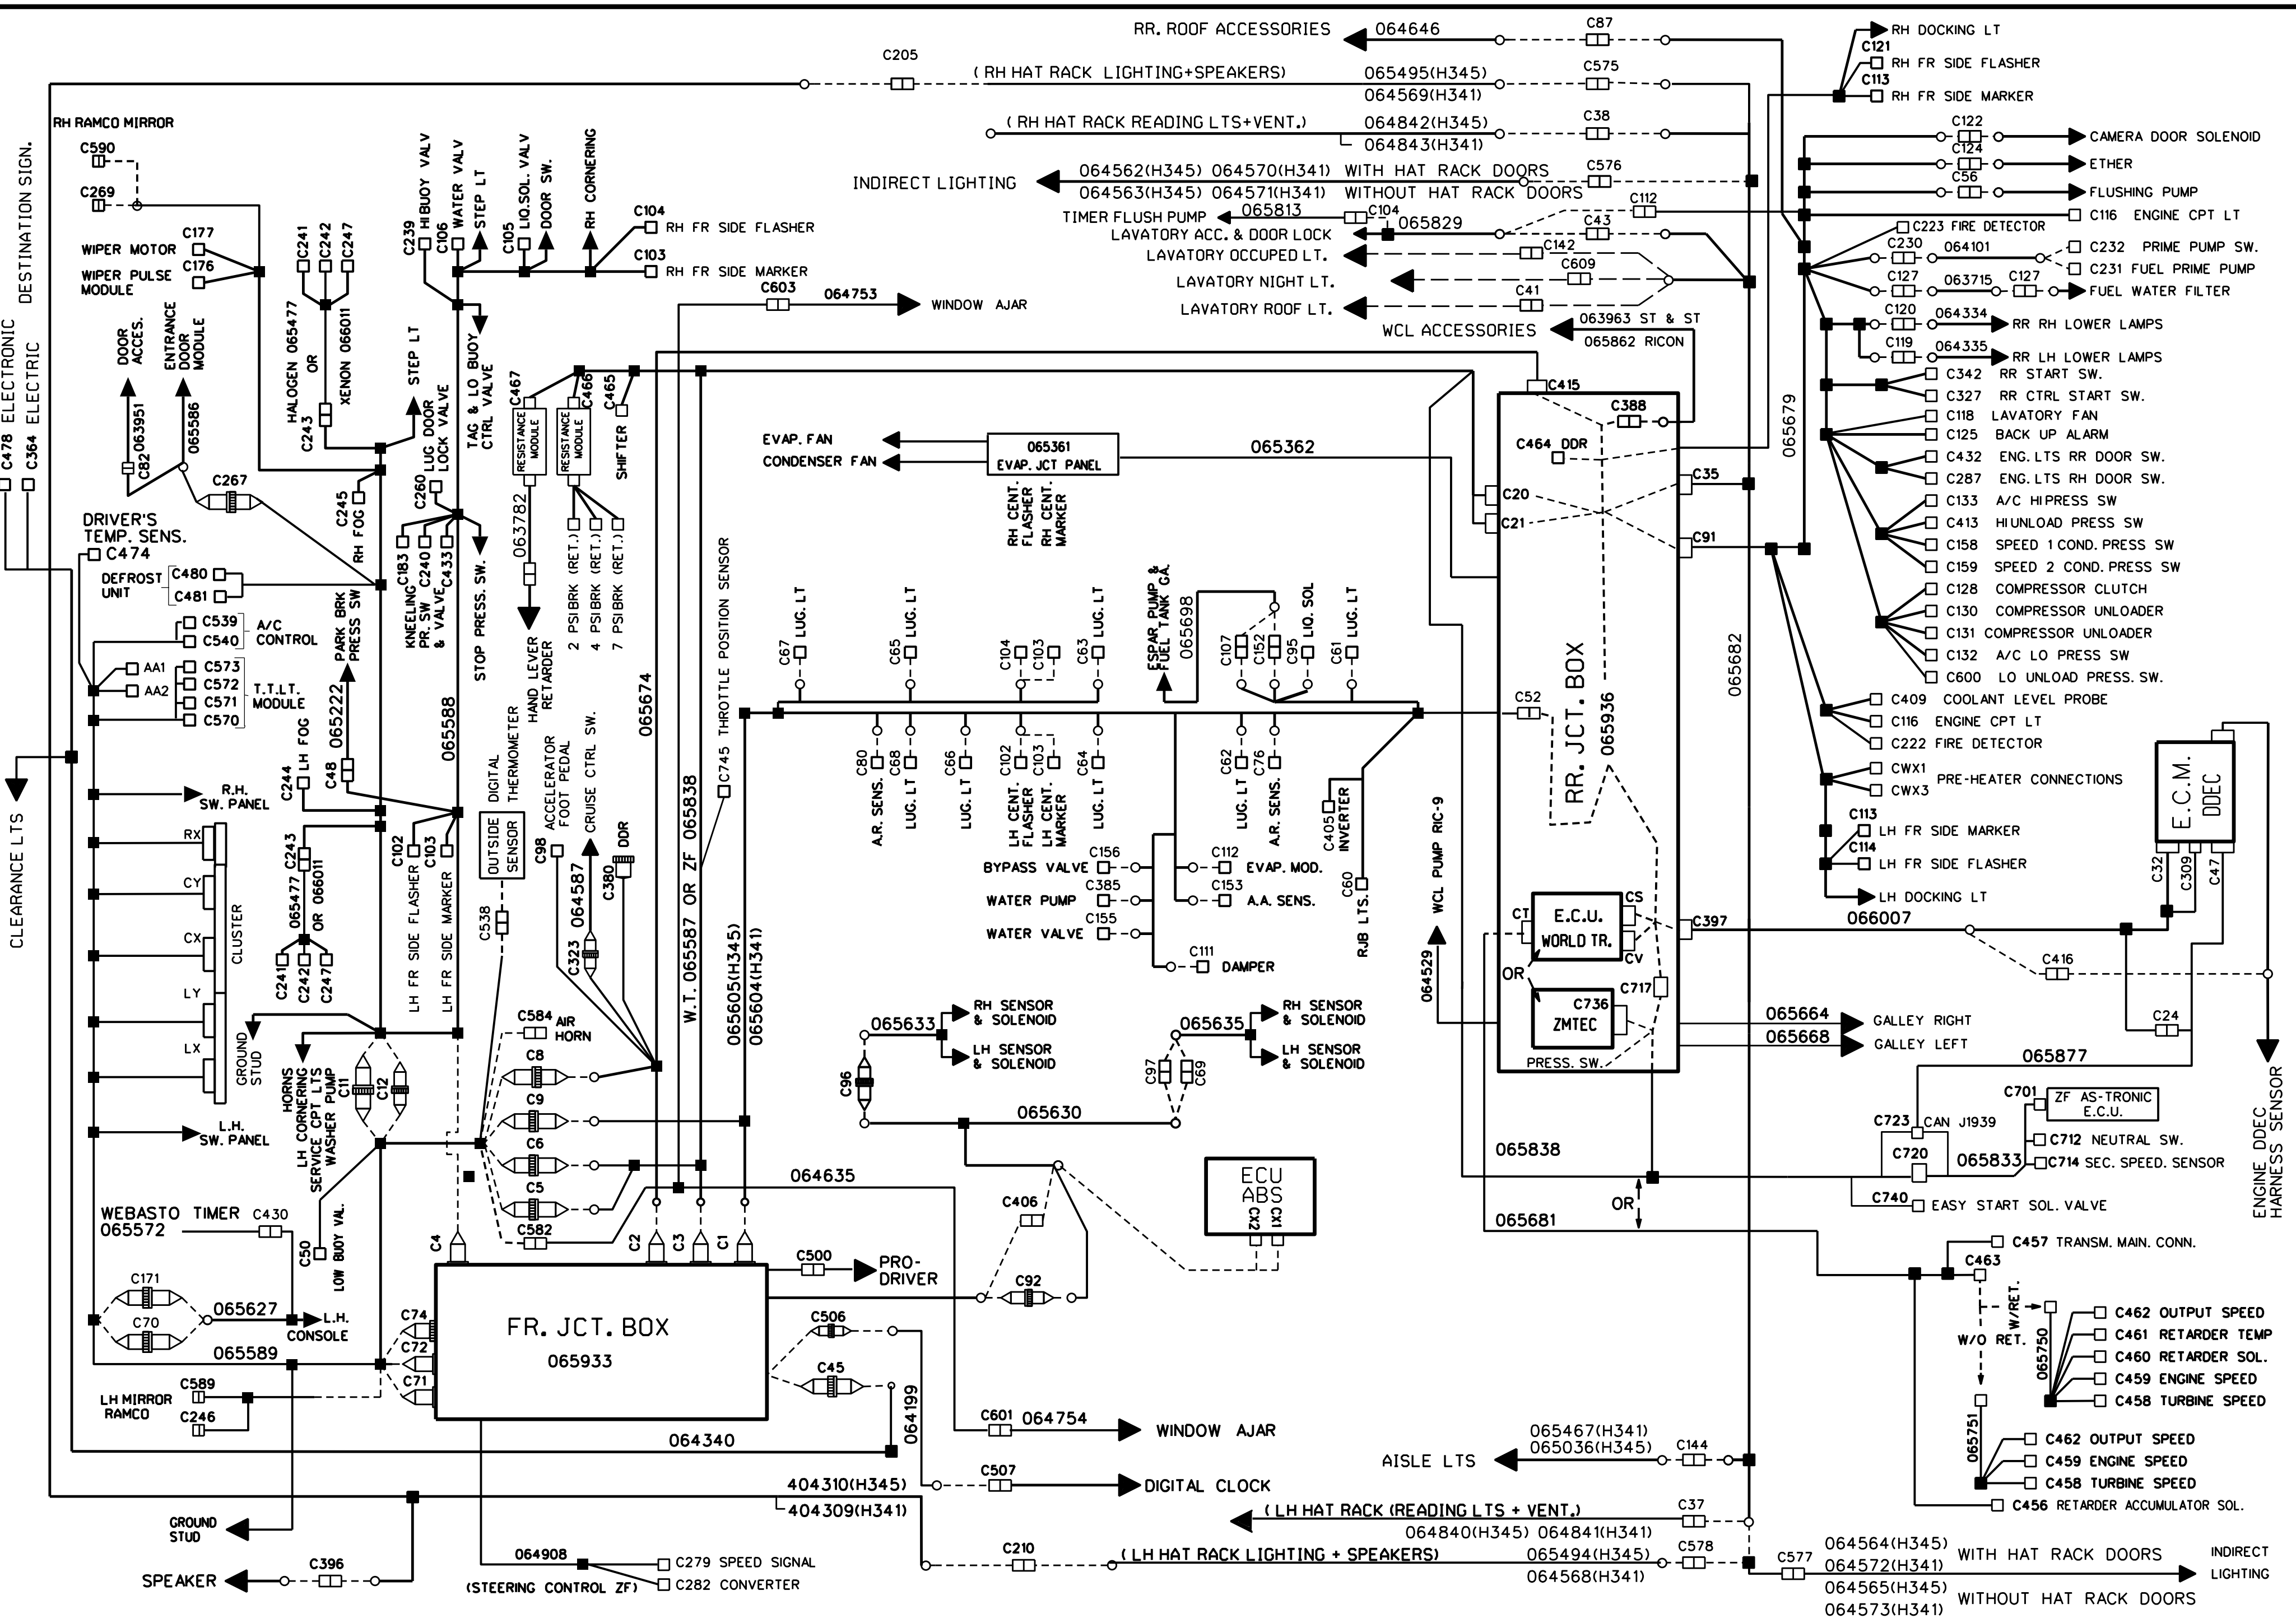 RR. ROOF ACCESSORIES
064646
C87
RH DOCKING LT
C121
RH FR SIDE FLASHER
C113
RH FR SIDE MARKER
C205
( RH HAT RACK LIGHTING+SPEAKERS)
065495(H345)
064569(H341)
C575
( RH HAT RACK READING LTS+VENT.)
064842(H345)
064843(H341)
C38
INDIRECT LIGHTING
064562(H345) 064570(H341) WITH HAT RACK DOORS
064563(H345) 064571(H341) WITHOUT HAT RACK DOORS
C576
C112
TIMER FLUSH PUMP
065813
C104
065829
C43
LAVATORY ACC. & DOOR LOCK
LAVATORY OCCUPED LT.
C142
LAVATORY NIGHT LT.
C609
LAVATORY ROOF LT.
C41
WCL ACCESSORIES
063963 ST & ST
065862 RICON
C122
CAMERA DOOR SOLENOID
C124
ETHER
C56
FLUSHING PUMP
C116 ENGINE CPT LT
C223 FIRE DETECTOR
C230
064101
C232 PRIME PUMP SW.
C231 FUEL PRIME PUMP
C127
063715
C127
FUEL WATER FILTER
C120
064334
RR RH LOWER LAMPS
C119
064335
RR LH LOWER LAMPS
C342 RR START SW.
C327 RR CTRL START SW.
C118 LAVATORY FAN
C125 BACK UP ALARM
C432 ENG. LTS RR DOOR SW.
C287 ENG. LTS RH DOOR SW.
C133 A/C HI PRESS SW
C413 HI UNLOAD PRESS SW
C158 SPEED 1 COND. PRESS SW
C159 SPEED 2 COND. PRESS SW
C128 COMPRESSOR CLUTCH
C130 COMPRESSOR UNLOADER
C131 COMPRESSOR UNLOADER
C132 A/C LO PRESS SW
C600 LO UNLOAD PRESS. SW.
C409 COOLANT LEVEL PROBE
C116 ENGINE CPT LT
C222 FIRE DETECTOR
CWX1
CWX3
PRE-HEATER CONNECTIONS
C113
LH FR SIDE MARKER
C114
LH FR SIDE FLASHER
LH DOCKING LT
065679
065682
E.C.M.
DDEC
C32
C309
C47
066007
C416
C24
065877
ENGINE DDEC
HARNESS SENSOR
RH RAMCO MIRROR
C590
C269
C478 ELECTRONIC
C364 ELECTRIC
DESTINATION SIGN.
WIPER MOTOR
C177
WIPER PULSE
MODULE
C176
C241
C242
C247
HALOGEN 065477
OR
XENON 066011
C243
DOOR
ACCES.
ENTRANCE
DOOR
MODULE
C82
063951
065586
C267
STEP LT
C245
RH FOG
C239
HI BUOY VALV
C106
WATER VALV
STEP LT
C105
LIQ.SOL. VALV
DOOR SW.
RH CORNERING
C104
RH FR SIDE FLASHER
C103
RH FR SIDE MARKER
TAG & LO BUOY
CTRL VALVE
C260
LUG DOOR
LOCK VALVE
C183
C240
C433
KNEELING
PR. SW
& VALVE
STOP PRESS. SW.
C603
064753
WINDOW AJAR
C467
RESISTANCE
MODULE
C466
RESISTANCE
MODULE
C465
SHIFTER
063782
HAND LEVER
RETARDER
2 PSI BRK (RET.)
4 PSI BRK (RET.)
7 PSI BRK (RET.)
EVAP. FAN
CONDENSER FAN
065361
EVAP. JCT PANEL
065362
RH CENT.
FLASHER
RH CENT.
MARKER
DRIVER'S
TEMP. SENS.
C474
DEFROST
UNIT
C480
C481
C539
C540
A/C
CONTROL
AA1
AA2
C573
C572
C571
C570
T.T.LT.
MODULE
PARK BRK
PRESS SW
065222
C48
LH FOG
C244
065588
C243
065477
OR 066011
C241
C242
C247
C102
C103
LH FR SIDE FLASHER
LH FR SIDE MARKER
CLEARANCE LTS
R.H.
SW. PANEL
RX
CY
CX
LY
LX
CLUSTER
L.H.
SW. PANEL
GROUND
STUD
HORNS
LH CORNERING
SERVICE CPT LTS
WASHER PUMP
C11
C12
DIGITAL
THERMOMETER
OUTSIDE
SENSOR
C538
C98
ACCELERATOR
FOOT PEDAL
064587
CRUISE CTRL SW.
C323
C380
DDR
065674
W.T. 065587 OR ZF 065838
C745 THROTTLE POSITION SENSOR
065605(H345)
065604(H341)
C67
LUG. LT
C65
LUG. LT
C104
C103
C63
LUG. LT
ESPAR PUMP &
FUEL TANK GA.
065698
C107
C152
C95
LIQ. SOL
C61
LUG. LT
C80
A.R. SENS.
C68
LUG. LT
C66
LUG. LT
C102
LH CENT.
FLASHER
C103
LH CENT.
MARKER
C64
LUG. LT
C62
LUG. LT
C76
A.R. SENS.
C405
INVERTER
C60
RJB LTS.
BYPASS VALVE
C156
WATER PUMP
C385
WATER VALVE
C155
C112
EVAP. MOD.
C153
A.A. SENS.
C111
DAMPER
WCL PUMP RIC-9
064529
C415
C388
C464 DDR
C20
C21
C35
C91
C52
RR. JCT. BOX
065936
CT
E.C.U.
WORLD TR.
CS
CV
C397
OR
C736
ZMTEC
C717
PRESS. SW.
065664
GALLEY RIGHT
065668
GALLEY LEFT
C584
AIR
HORN
C8
C9
C6
C5
C582
065633
RH SENSOR
& SOLENOID
LH SENSOR
& SOLENOID
C96
065635
RH SENSOR
& SOLENOID
LH SENSOR
& SOLENOID
C97
C69
065630
064635
C406
ECU
ABS
CX2
CX1
065838
065681
OR
C723
CAN J1939
C720
C701
ZF AS-TRONIC
E.C.U.
C712 NEUTRAL SW.
065833
C714 SEC. SPEED. SENSOR
C740
EASY START SOL. VALVE
C457 TRANSM. MAIN. CONN.
C463
W/RET.
W/O RET.
065750
C462 OUTPUT SPEED
C461 RETARDER TEMP
C460 RETARDER SOL.
C459 ENGINE SPEED
C458 TURBINE SPEED
065751
C462 OUTPUT SPEED
C459 ENGINE SPEED
C458 TURBINE SPEED
C456 RETARDER ACCUMULATOR SOL.
WEBASTO TIMER
065572
C430
C50
LOW BUOY VAL.
C171
C70
065627
L.H.
CONSOLE
065589
C589
LH MIRROR
RAMCO
C246
C4
C2
C3
C1
C74
C72
C71
FR. JCT. BOX
065933
C500
PRO-
DRIVER
C92
C506
C45
064199
064340
C601
064754
WINDOW AJAR
C507
DIGITAL CLOCK
404310(H345)
404309(H341)
GROUND
STUD
C396
SPEAKER
064908
(STEERING CONTROL ZF)
C279 SPEED SIGNAL
C282 CONVERTER
C210
AISLE LTS
065467(H341)
065036(H345)
C144
( LH HAT RACK (READING LTS + VENT.)
064840(H345) 064841(H341)
C37
( LH HAT RACK LIGHTING + SPEAKERS)
065494(H345)
064568(H341)
C578
C577
064564(H345)
064572(H341)
WITH HAT RACK DOORS
064565(H345)
064573(H341)
WITHOUT HAT RACK DOORS
INDIRECT
LIGHTING